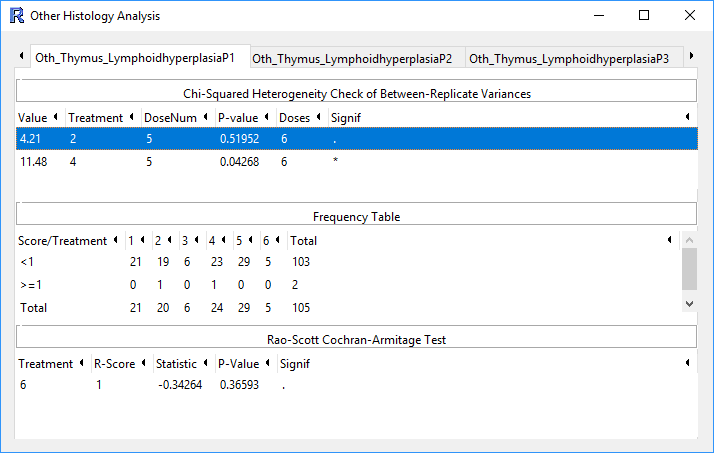 Other Histology Analysis
Oth_Thymus_LymphoidhyperplasiaP1 Oth_Thymus_LymphoidhyperplasiaP2 Oth_Thymus_LymphoidhyperplasiaP3
Chi-Squared Heterogeneity Check of Between-Replicate Variances
Value Treatment DoseNum P-value Doses Signif
4.21 2 5 0.51952 6 .
11.48 4 5 0.04268 6 *
Frequency Table
Score/Treatment 1 2 3 4 5 6 Total
<1 21 19 6 23 29 5 103
>=1 0 1 0 1 0 0 2
Total 21 20 6 24 29 5 105
Rao-Scott Cochran-Armitage Test
Treatment R-Score Statistic P-Value Signif
6 1 -0.34264 0.36593 .